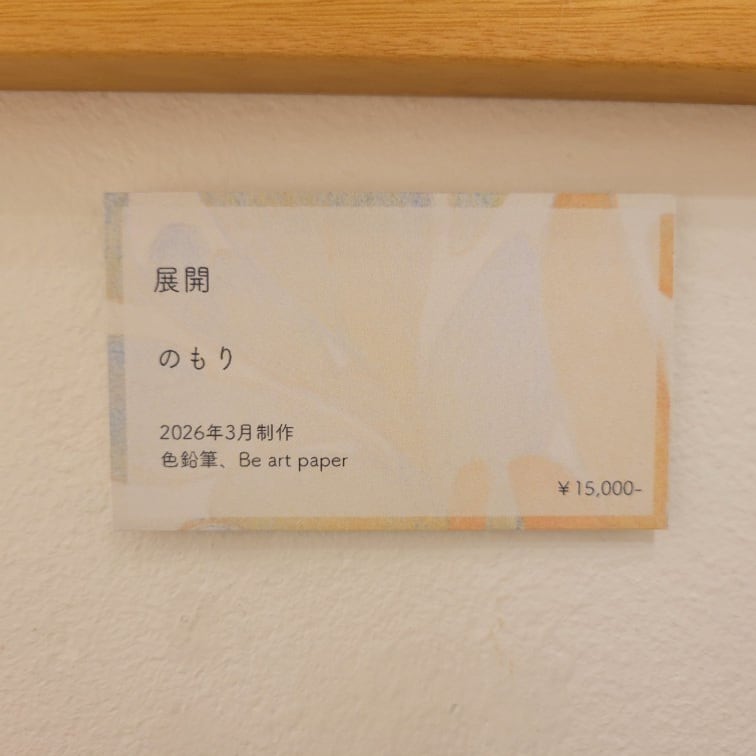 展開
のもり
2026年3月制作
色鉛筆、Be art paper
¥15,000-